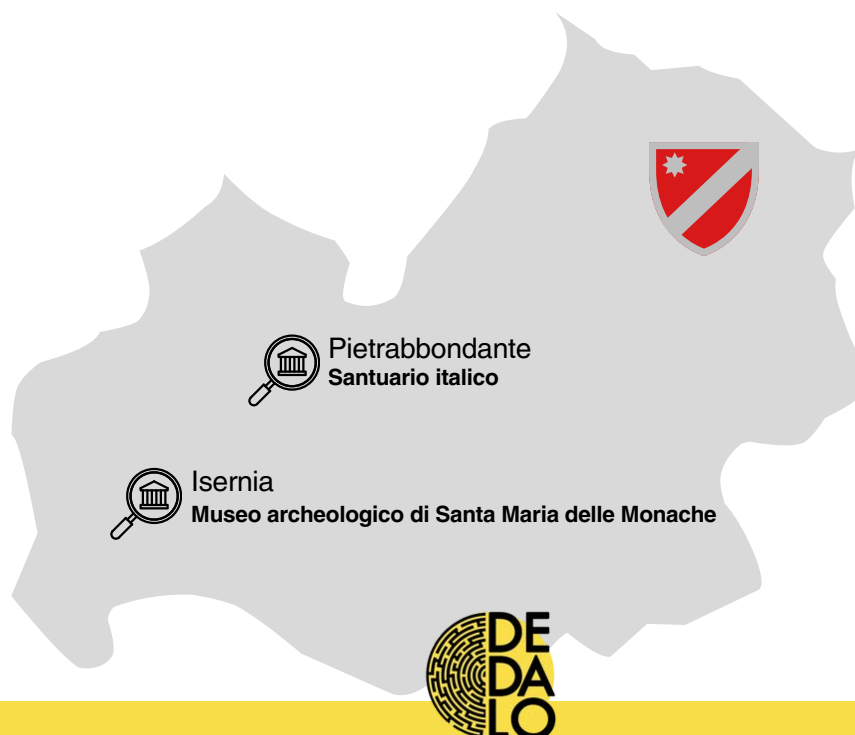 Pietrabbondante
Santuario italico
Isernia
Museo archeologico di Santa Maria delle Monache
DE
DA
LO